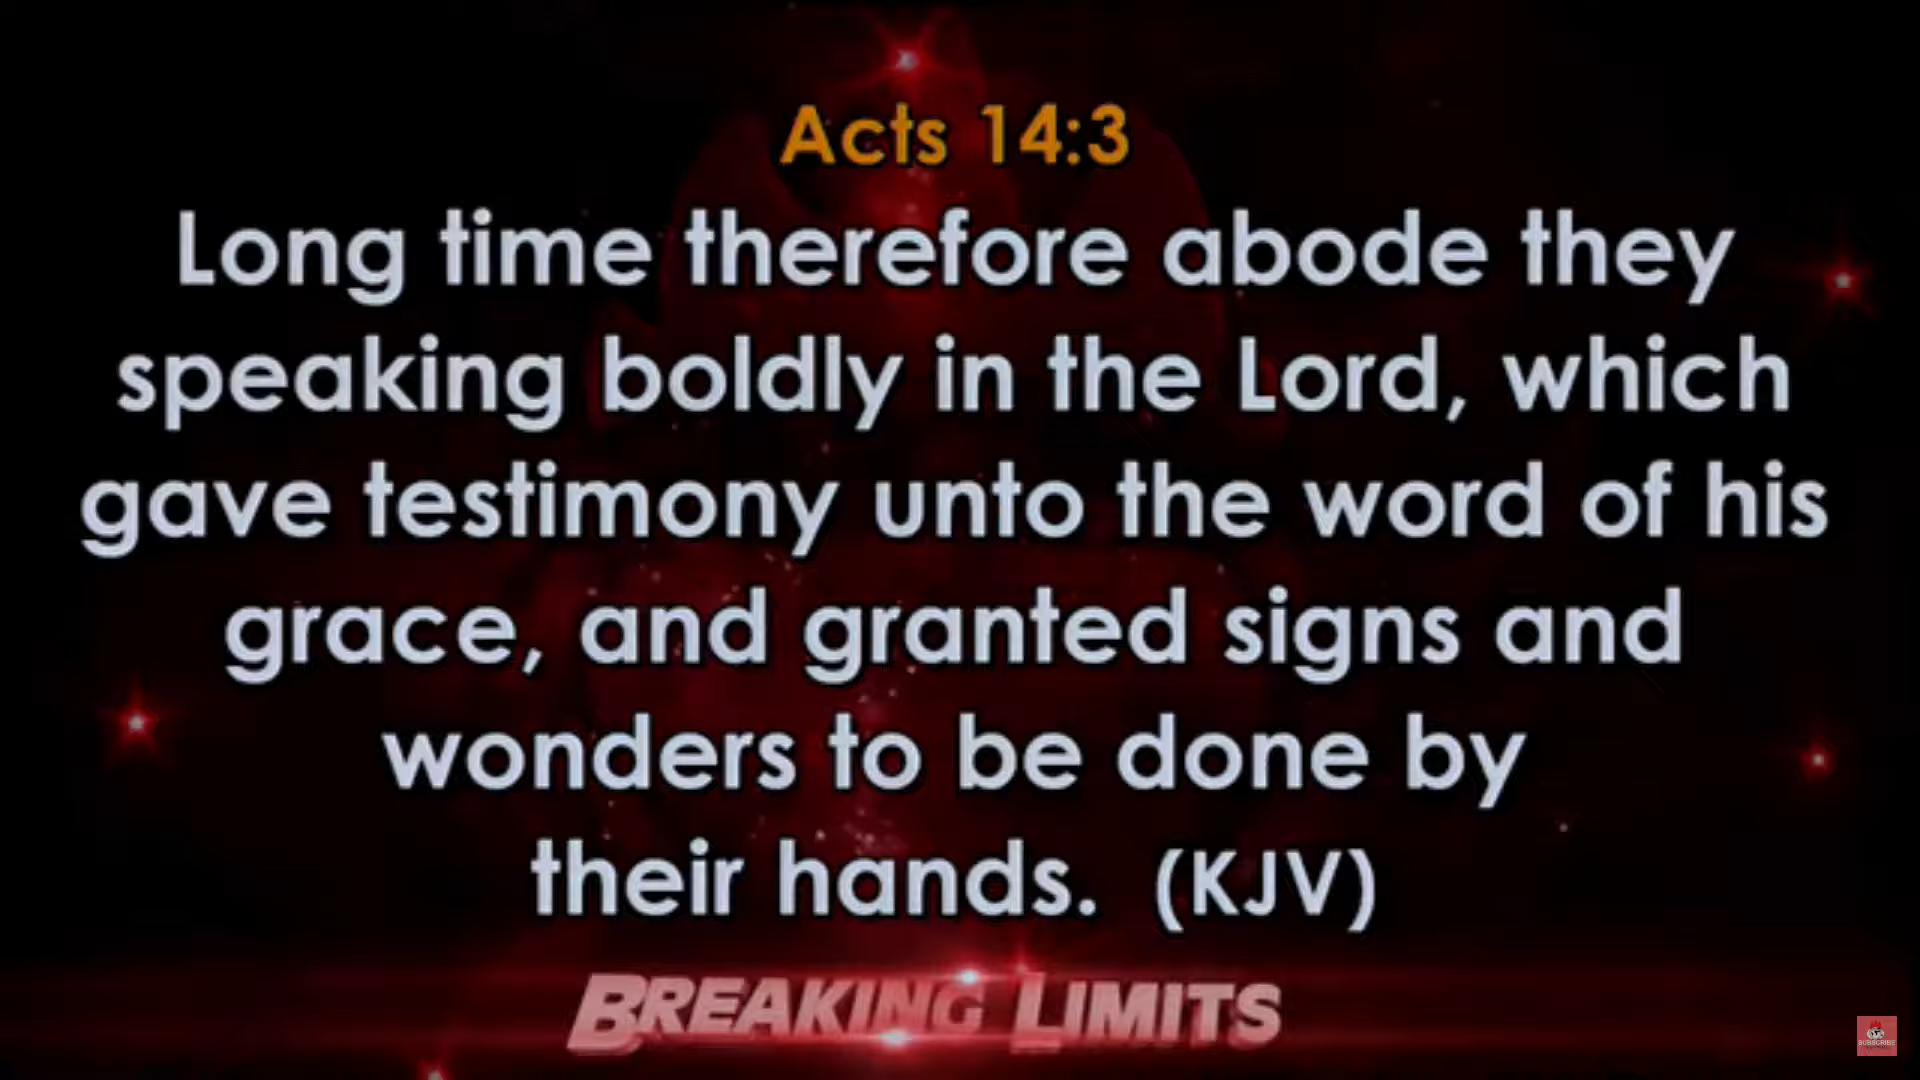 Acts 14:3
Long time therefore abode they
speaking boldly in the Lord, which
gave testimony unto the word of his
grace, and granted signs and
wonders to be done by
their hands.  (KJV)
BREAKING LIMITS
SUBSCRIBE